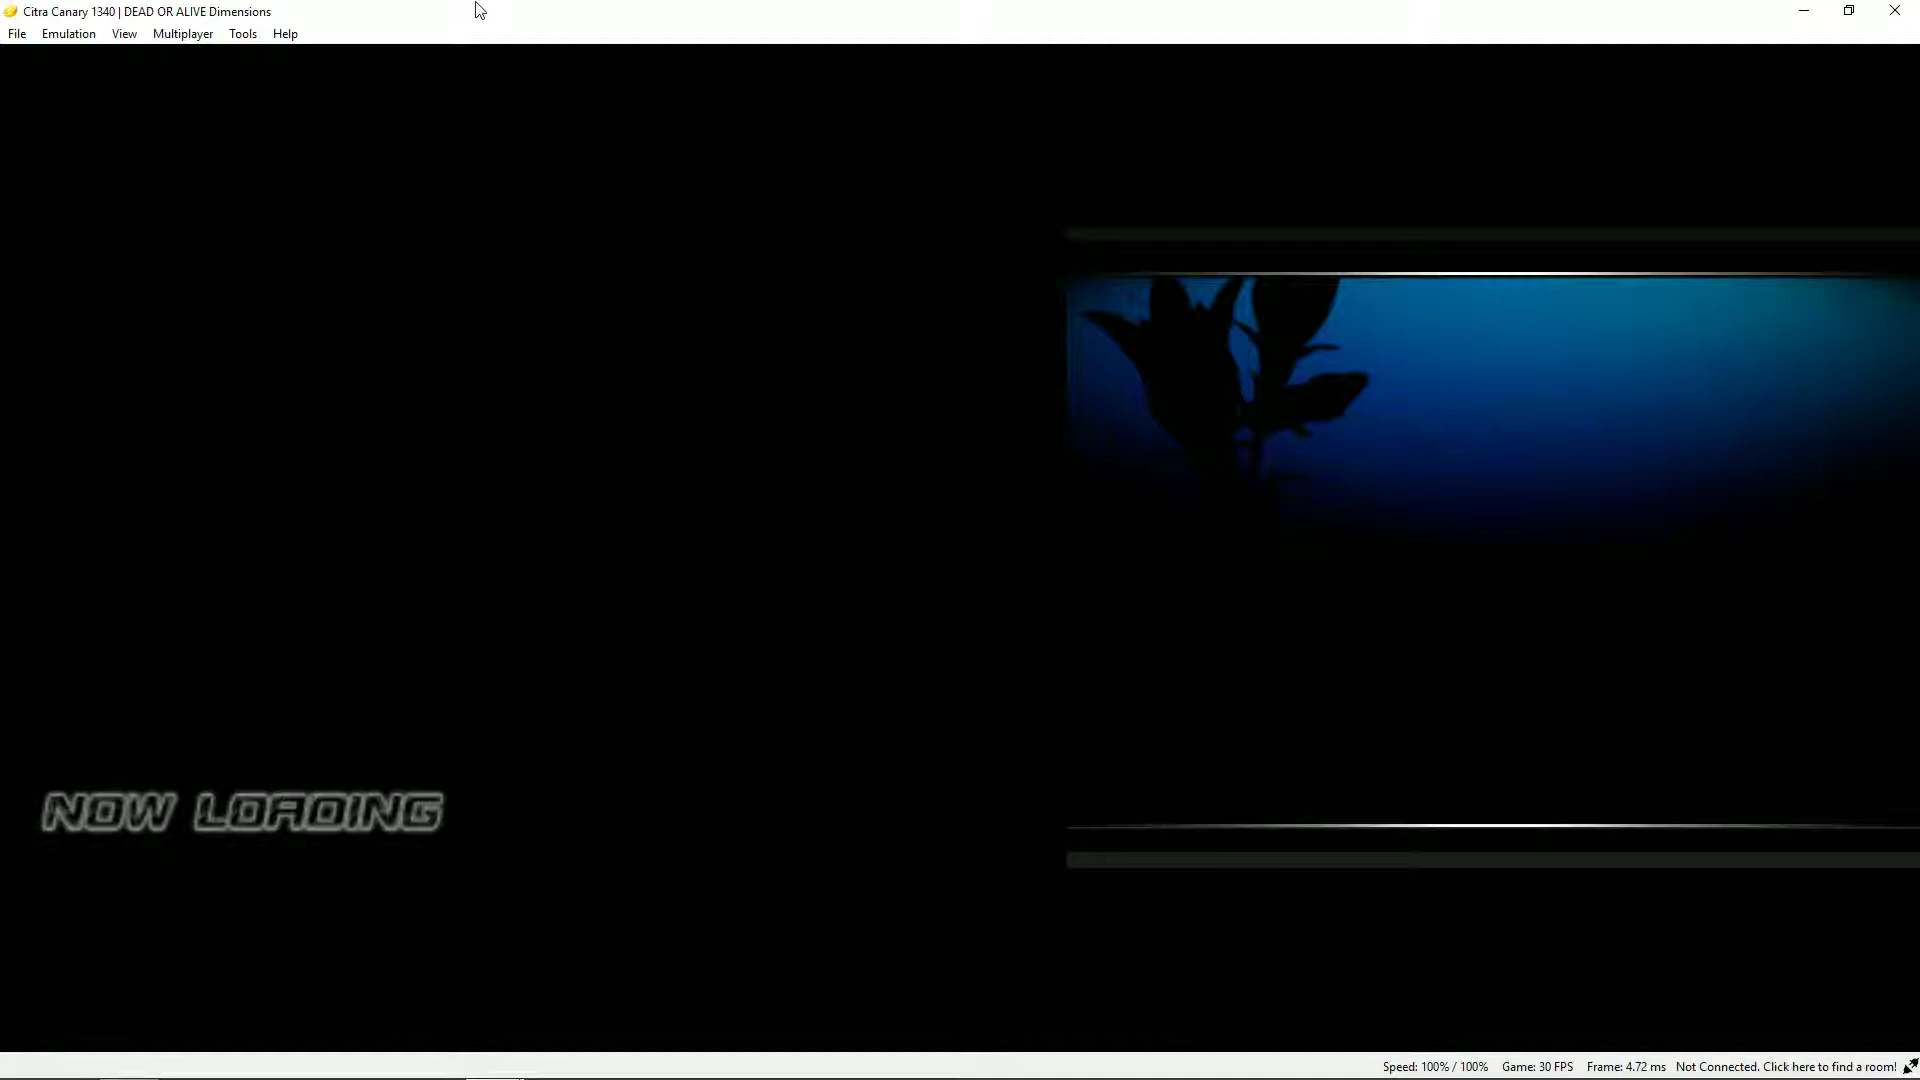 Citra Canary 1340 | DEAD OR ALIVE Dimensions
File Emulation View Multiplayer Tools Help
NOW LOADING
Speed: 100% / 100% Game: 30 FPS Frame: 4.72 ms Not Connected. Click here to find a room!